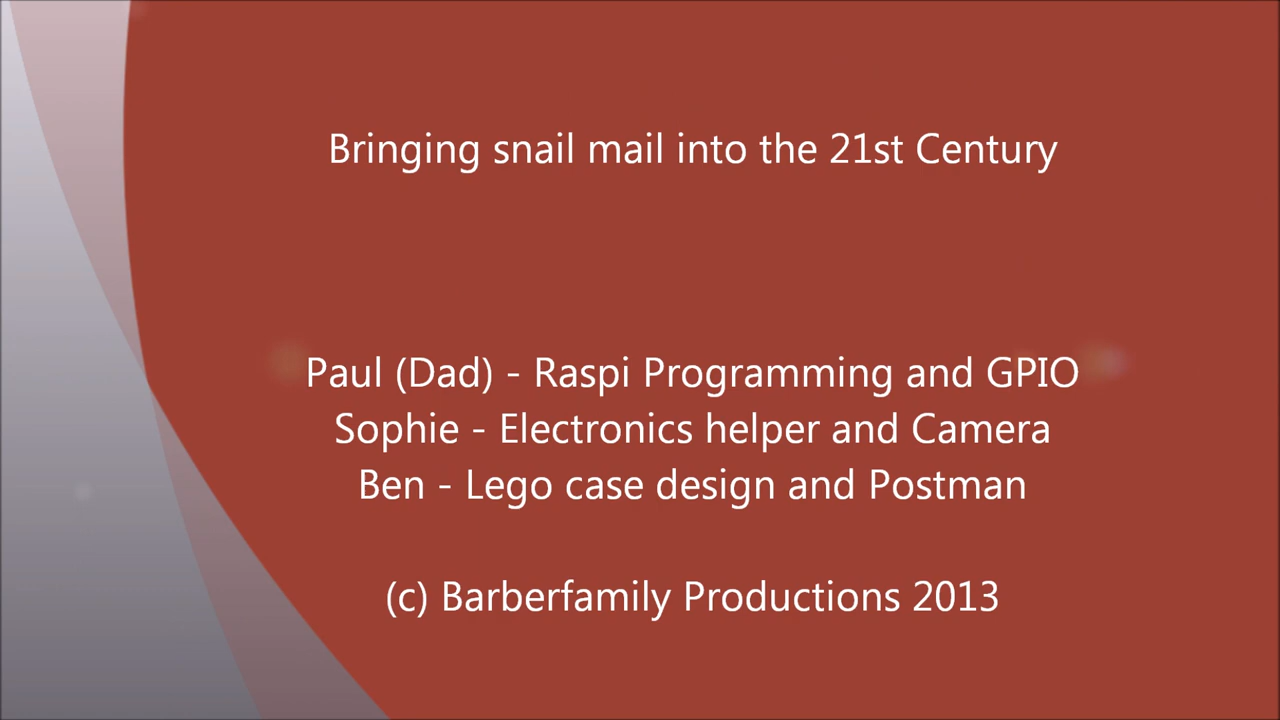 Bringing snail mail into the 21st Century
Paul (Dad) - Raspi Programming and GPIO
Sophie - Electronics helper and Camera
Ben - Lego case design and Postman
(c) Barberfamily Productions 2013